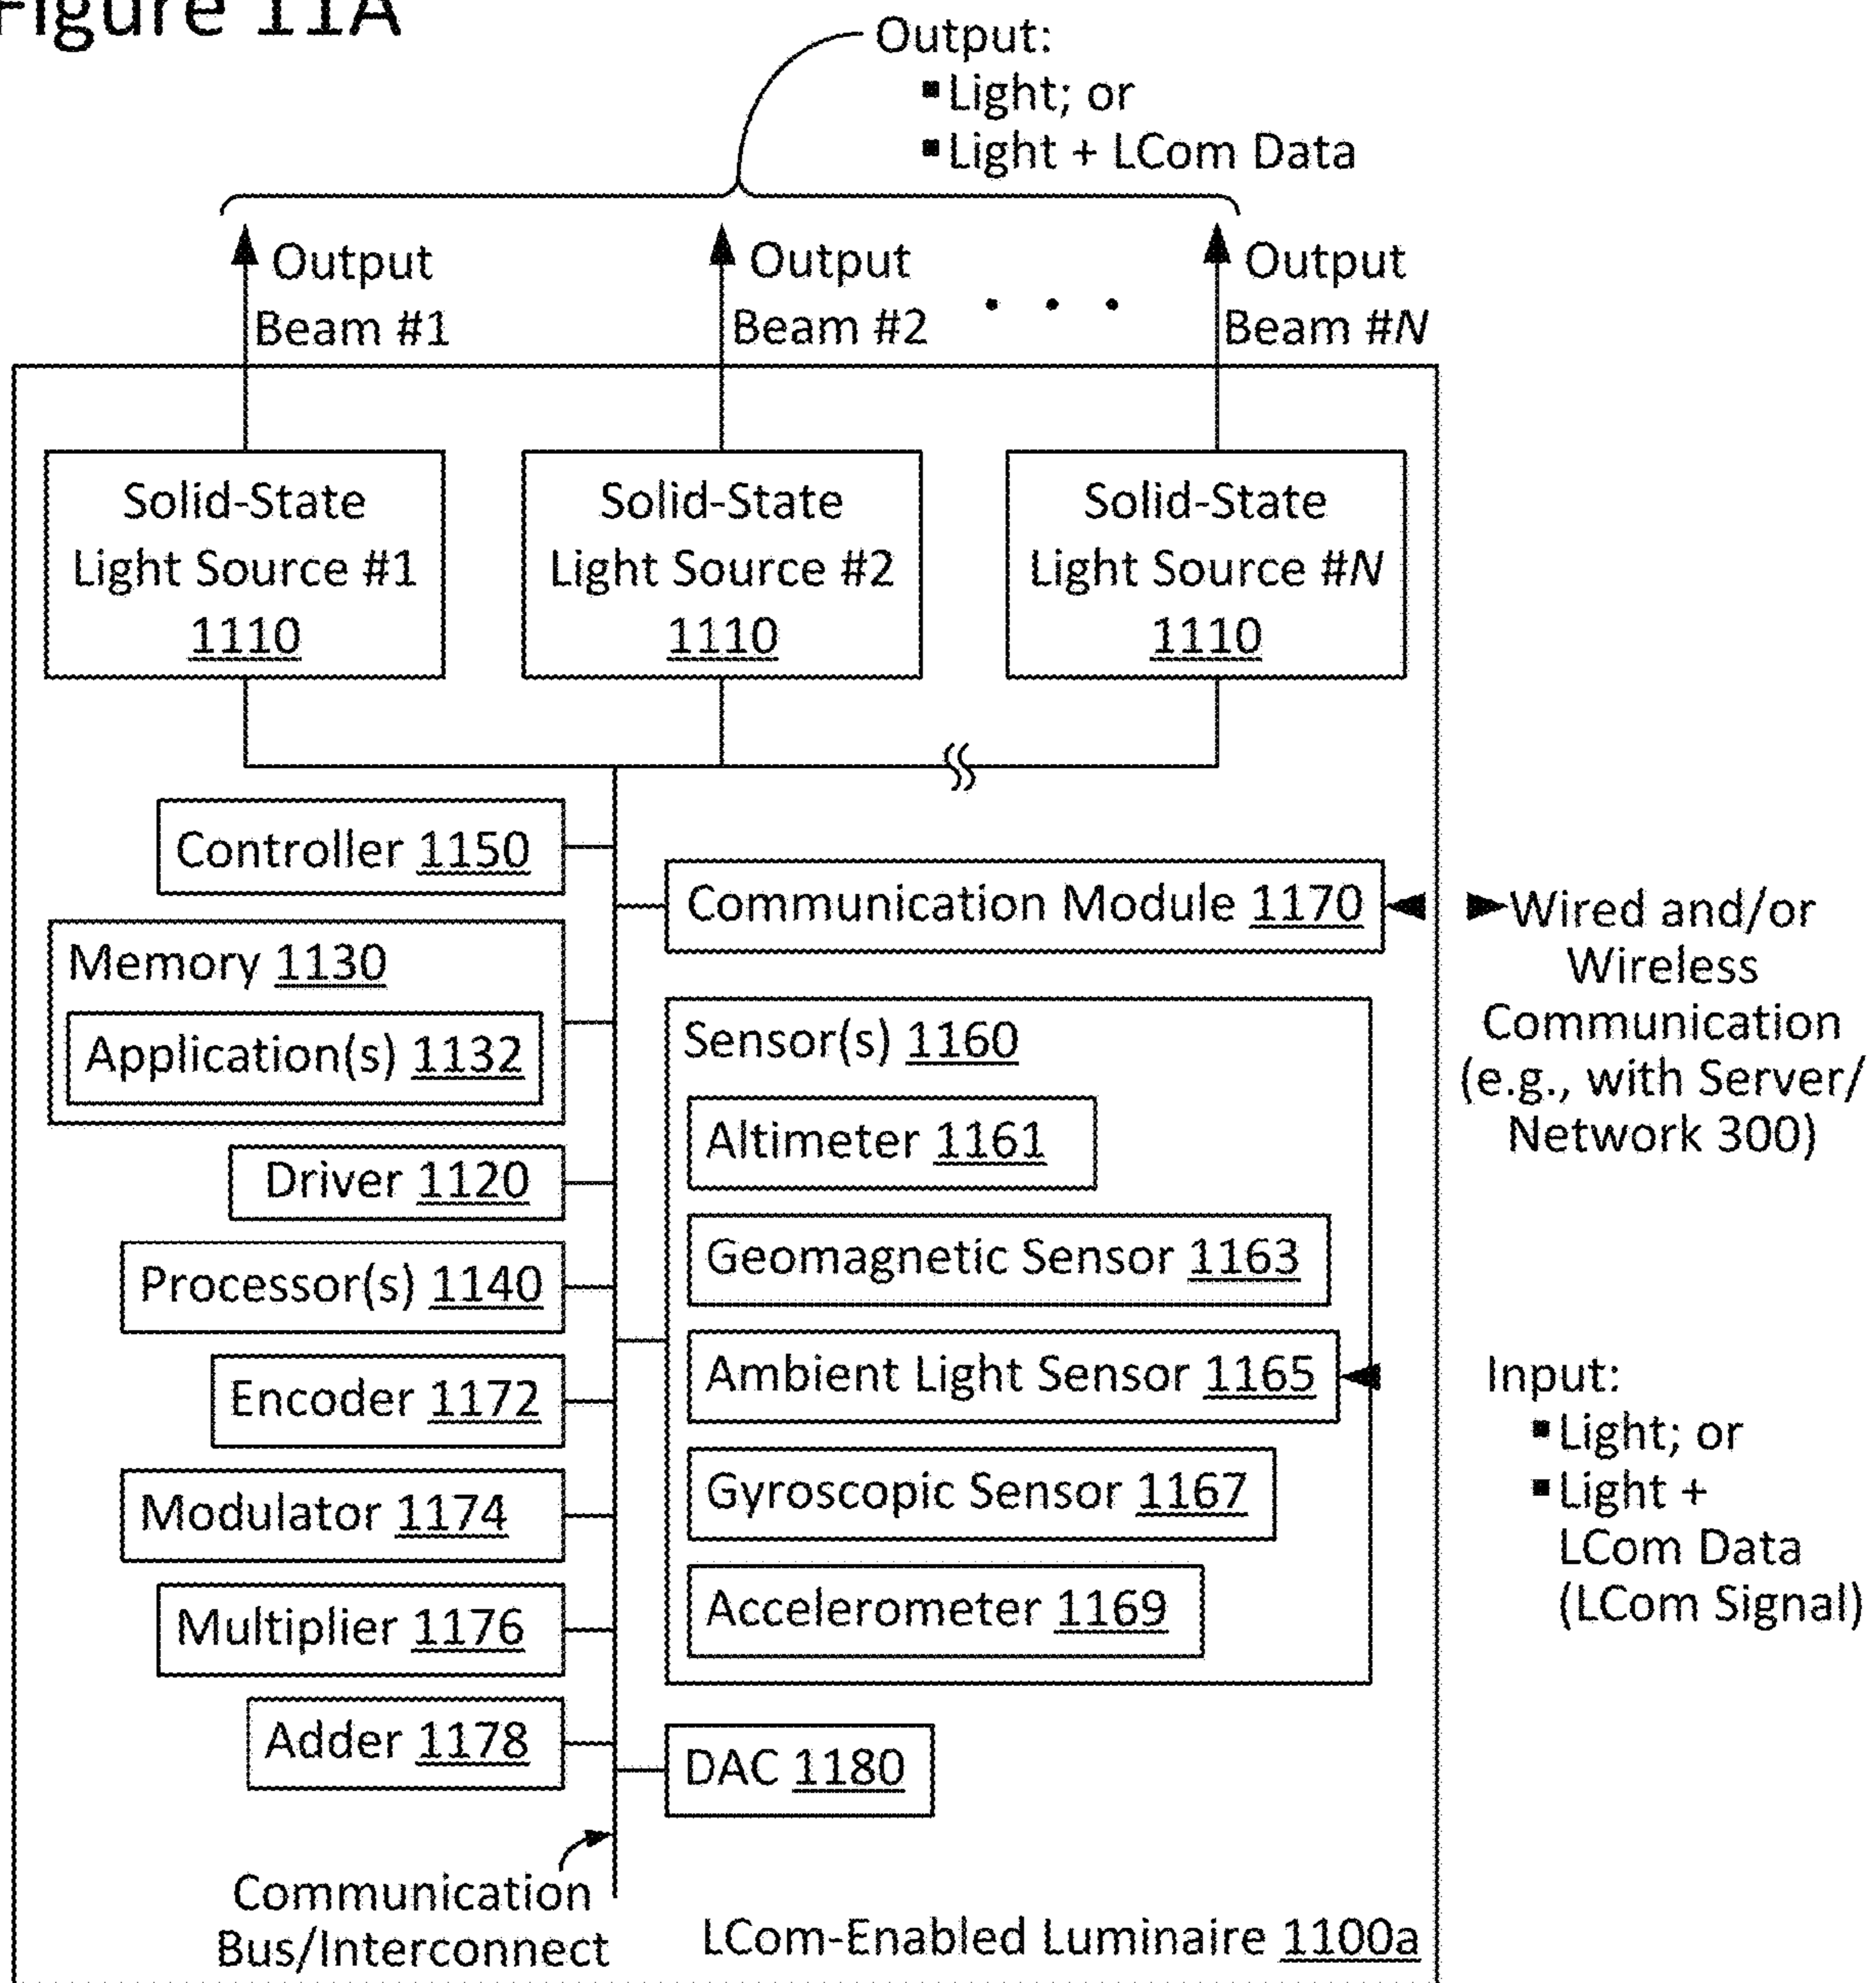 Figure 11A
Output:
▪Light; or
▪Light + LCom Data
Output
Beam #1
Output
Beam #2
. . .
Output
Beam #N
Solid-State
Light Source #1
1110
Solid-State
Light Source #2
1110
Solid-State
Light Source #N
1110
Controller 1150
Communication Module 1170
Wired and/or
Wireless
Communication
(e.g., with Server/
Network 300)
Memory 1130
Application(s) 1132
Driver 1120
Processor(s) 1140
Encoder 1172
Modulator 1174
Multiplier 1176
Adder 1178
Sensor(s) 1160
Altimeter 1161
Geomagnetic Sensor 1163
Ambient Light Sensor 1165
Gyroscopic Sensor 1167
Accelerometer 1169
Input:
▪Light; or
▪Light +
LCom Data
(LCom Signal)
DAC 1180
Communication
Bus/Interconnect
LCom-Enabled Luminaire 1100a